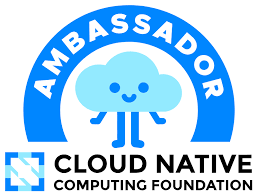 AMBASSADOR
CLOUD NATIVE
COMPUTING FOUNDATION